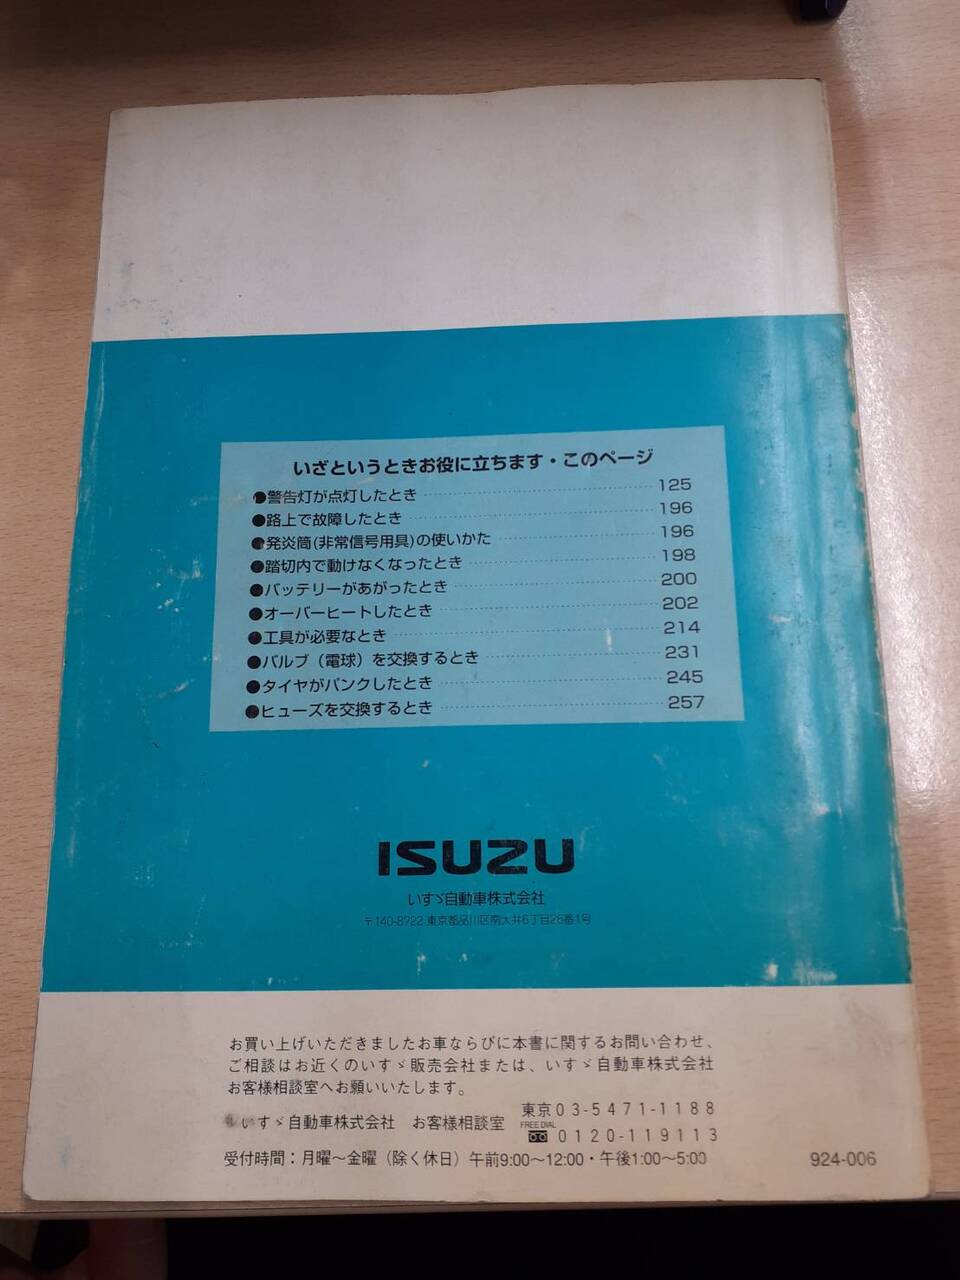 いざというときお役に立ちます・このページ
●警告灯が点灯したとき 125
●路上で故障したとき 196
●発炎筒(非常信号用具)の使いかた 196
●踏切内で動けなくなったとき 198
●バッテリーがあがったとき 200
●オーバーヒートしたとき 202
●工具が必要なとき 214
●バルブ（電球）を交換するとき 231
●タイヤがパンクしたとき 245
●ヒューズを交換するとき 257
ISUZU
いすゞ自動車株式会社
〒140-8722 東京都品川区南大井6丁目26番1号
お買い上げいただきましたお車ならびに本書に関するお問い合わせ、
ご相談はお近くのいすゞ販売会社または、いすゞ自動車株式会社
お客様相談室へお願いいたします。
いすゞ自動車株式会社 お客様相談室 東京03-5471-1188
FREE DIAL 0120-119113
受付時間：月曜〜金曜（除く休日）午前9:00〜12:00・午後1:00〜5:00
924-006